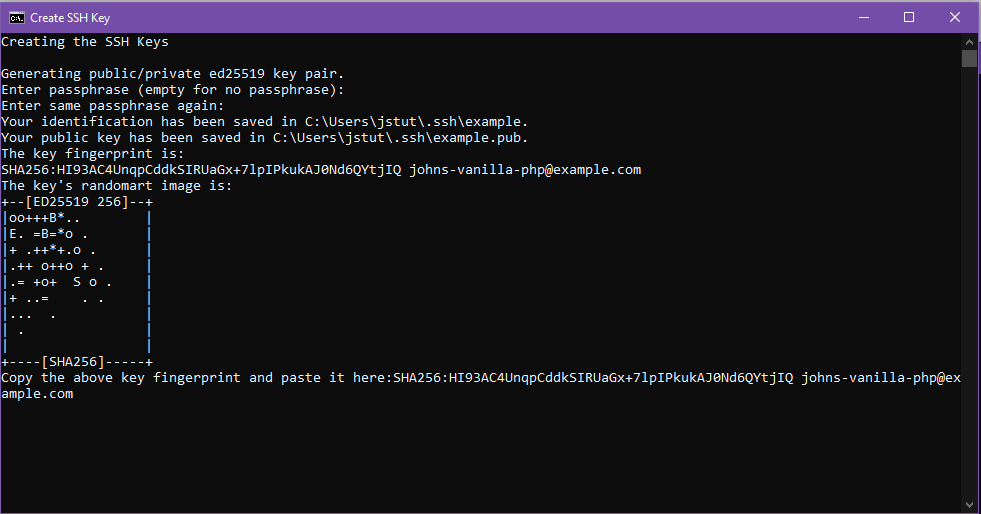 Create SSH Key
Creating the SSH Keys
Generating public/private ed25519 key pair.
Enter passphrase (empty for no passphrase):
Enter same passphrase again:
Your identification has been saved in C:\Users\jstut\.ssh\example.
Your public key has been saved in C:\Users\jstut\.ssh\example.pub.
The key fingerprint is:
SHA256:HI93AC4UnqpCddkSIRUaGx+7lpIPkukAJ0Nd6QYtjIQ johns-vanilla-php@example.com
The key's randomart image is:
+--[ED25519 256]--+
|oo+++B*..        |
|E. =B=*o .       |
|+ .++*+.o .      |
|.++ o++o + .     |
|.= +o+  S o .    |
|+ ..=    . .     |
|...  .           |
| .               |
|                 |
+----[SHA256]-----+
Copy the above key fingerprint and paste it here:SHA256:HI93AC4UnqpCddkSIRUaGx+7lpIPkukAJ0Nd6QYtjIQ johns-vanilla-php@ex
ample.com